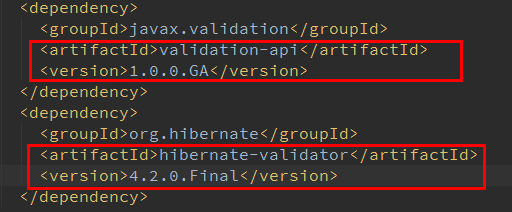 <dependency>
<groupId>javax.validation</groupId>
<artifactId>validation-api</artifactId>
<version>1.0.0.GA</version>
</dependency>
<dependency>
<groupId>org.hibernate</groupId>
<artifactId>hibernate-validator</artifactId>
<version>4.2.0.Final</version>
</dependency>